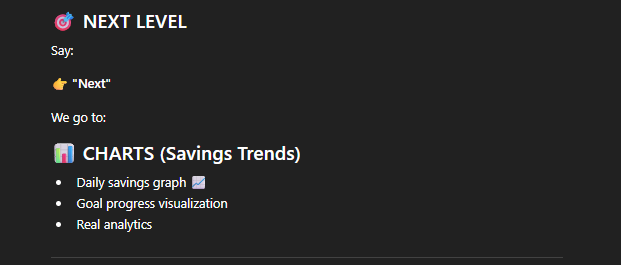 🎯 NEXT LEVEL
Say:
👉 "Next"
We go to:
📊 CHARTS (Savings Trends)
• Daily savings graph 📈
• Goal progress visualization
• Real analytics